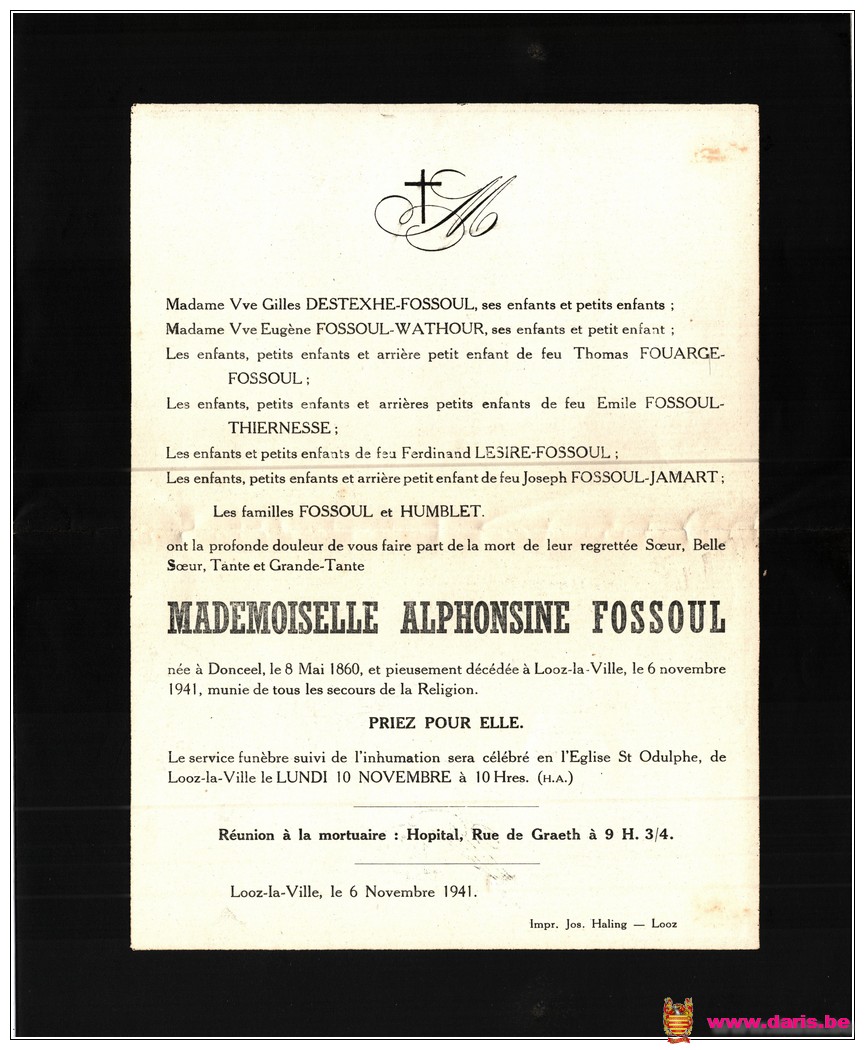 M
Madame Vve Gilles DESTEXHE-FOSSOUL, ses enfants et petits enfants ;
Madame Vve Eugène FOSSOUL-WATHOUR, ses enfants et petit enfant ;
Les enfants, petits enfants et arrière petit enfant de feu Thomas FOUARGE-
FOSSOUL ;
Les enfants, petits enfants et arrières petits enfants de feu Emile FOSSOUL-
THIERNESSE ;
Les enfants et petits enfants de feu Ferdinand LESIRE-FOSSOUL ;
Les enfants, petits enfants et arrière petit enfant de feu Joseph FOSSOUL-JAMART ;
Les familles FOSSOUL et HUMBLET.
ont la profonde douleur de vous faire part de la mort de leur regrettée Sœur, Belle
Sœur, Tante et Grande-Tante
MADEMOISELLE ALPHONSINE FOSSOUL
née à Donceel, le 8 Mai 1860, et pieusement décédée à Looz-la-Ville, le 6 novembre
1941, munie de tous les secours de la Religion.
PRIEZ POUR ELLE.
Le service funèbre suivi de l'inhumation sera célébré en l'Eglise St Odulphe, de
Looz-la-Ville le LUNDI 10 NOVEMBRE à 10 Hres. (H.A.)
Réunion à la mortuaire : Hopital, Rue de Graeth à 9 H. 3/4.
Looz-la-Ville, le 6 Novembre 1941.
Impr. Jos. Haling — Looz
www.daris.be